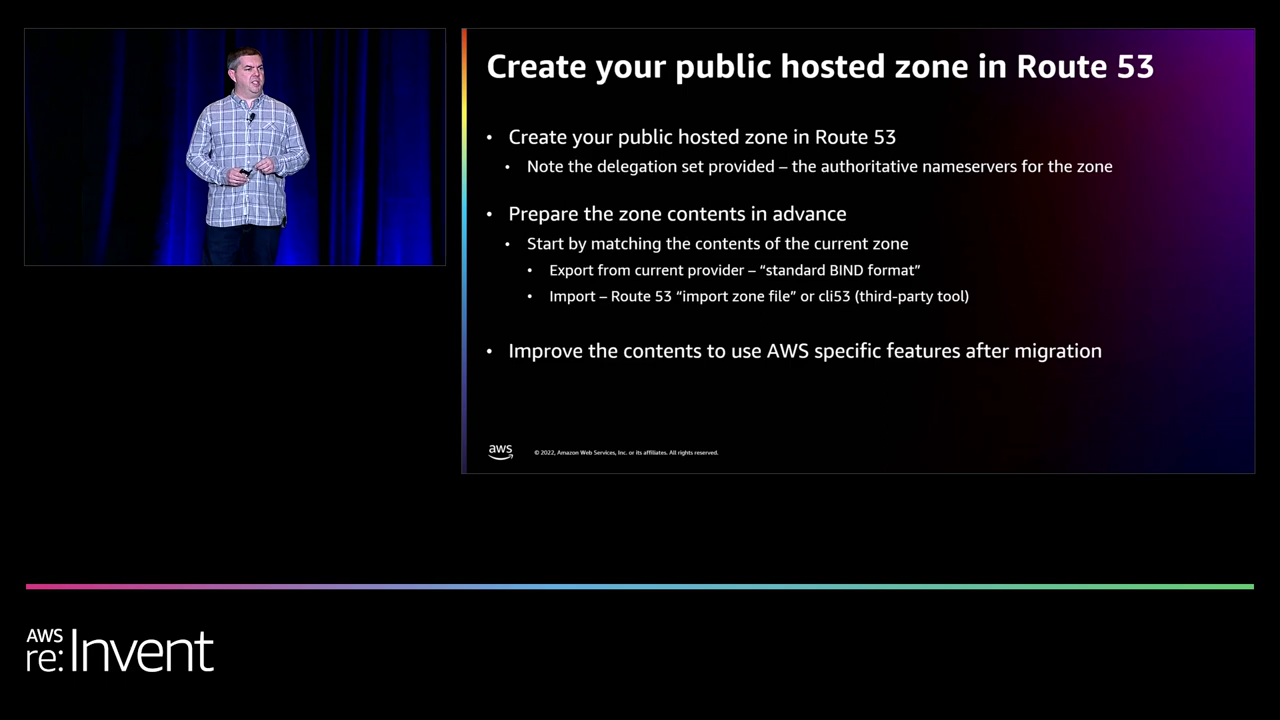 Create your public hosted zone in Route 53
• Create your public hosted zone in Route 53
• Note the delegation set provided – the authoritative nameservers for the zone
• Prepare the zone contents in advance
• Start by matching the contents of the current zone
• Export from current provider – “standard BIND format”
• Import – Route 53 “import zone file” or cli53 (third-party tool)
• Improve the contents to use AWS specific features after migration
aws
© 2022, Amazon Web Services, Inc. or its affiliates. All rights reserved.
AWS
re:Invent